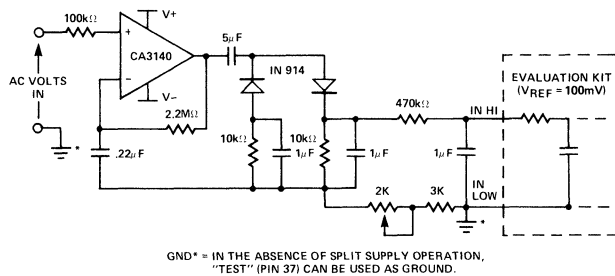 V+
100kΩ
+
CA3140
5μF
AC VOLTS
IN
IN 914
EVALUATION KIT
(VREF = 100mV)
−
V−
2.2MΩ
470kΩ
IN HI
*
.22μF
10kΩ
1μF
10kΩ
1μF
1μF
2K
3K
IN
LOW
*
GND* = IN THE ABSENCE OF SPLIT SUPPLY OPERATION,
"TEST" (PIN 37) CAN BE USED AS GROUND.